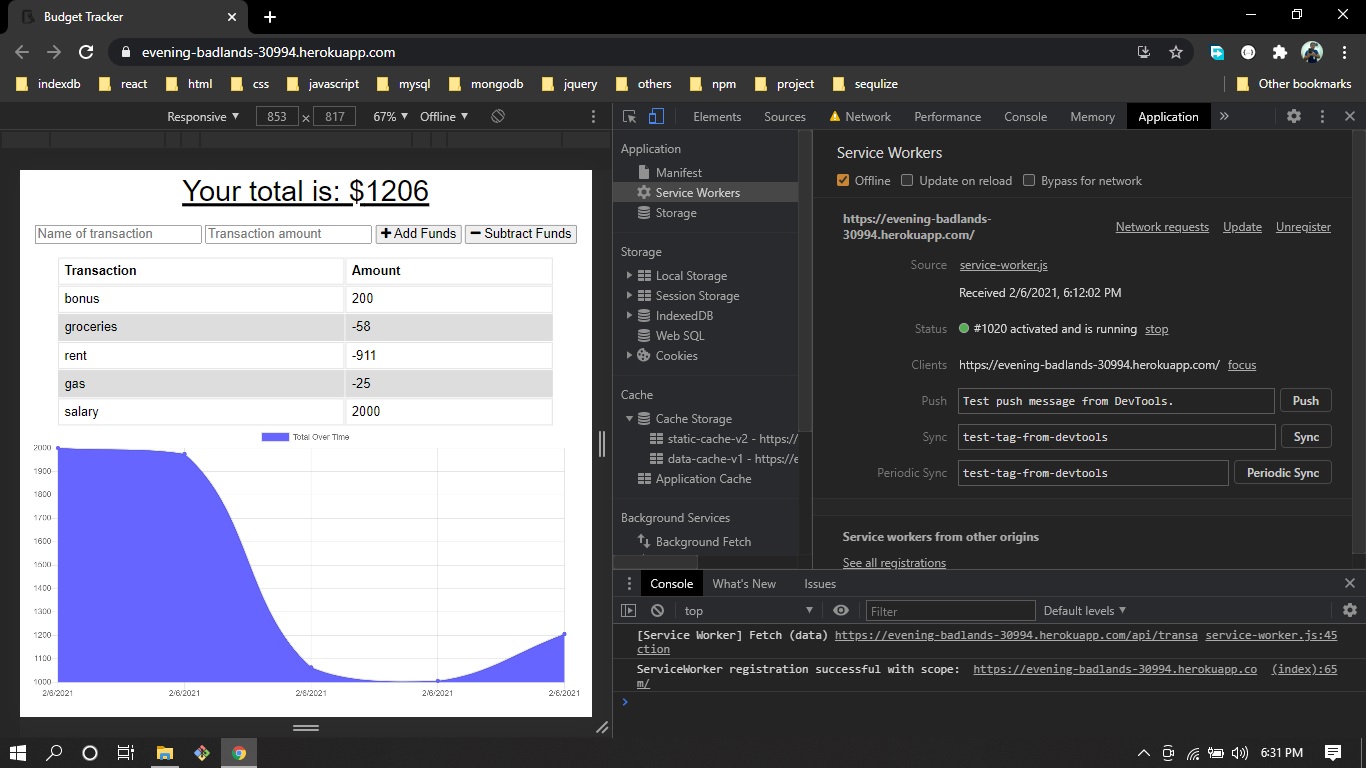 Budget Tracker
evening-badlands-30994.herokuapp.com
indexdb react html css javascript mysql mongodb jquery others npm project sequlize Other bookmarks
Responsive ▼ 853 x 817 67% ▼ Offline ▼
Elements Sources Network Performance Console Memory Application »
Your total is: $1206
Name of transaction Transaction amount + Add Funds − Subtract Funds
Transaction Amount
bonus 200
groceries -58
rent -911
gas -25
salary 2000
Total Over Time
2000
1900
1800
1700
1600
1500
1400
1300
1200
1100
1000
2/6/2021 2/6/2021 2/6/2021 2/6/2021 2/6/2021
Application
Manifest
Service Workers
Storage
Storage
Local Storage
Session Storage
IndexedDB
Web SQL
Cookies
Cache
Cache Storage
static-cache-v2 - https://
data-cache-v1 - https://e
Application Cache
Background Services
Background Fetch
Service Workers
Offline Update on reload Bypass for network
https://evening-badlands-
30994.herokuapp.com/
Network requests Update Unregister
Source service-worker.js
Received 2/6/2021, 6:12:02 PM
Status #1020 activated and is running stop
Clients https://evening-badlands-30994.herokuapp.com/ focus
Push Test push message from DevTools. Push
Sync test-tag-from-devtools Sync
Periodic Sync test-tag-from-devtools Periodic Sync
Service workers from other origins
See all registrations
Console What's New Issues
top ▼ Filter Default levels ▼
[Service Worker] Fetch (data) https://evening-badlands-30994.herokuapp.com/api/transa service-worker.js:45
ction
ServiceWorker registration successful with scope: https://evening-badlands-30994.herokuapp.co (index):65
m/
6:31 PM